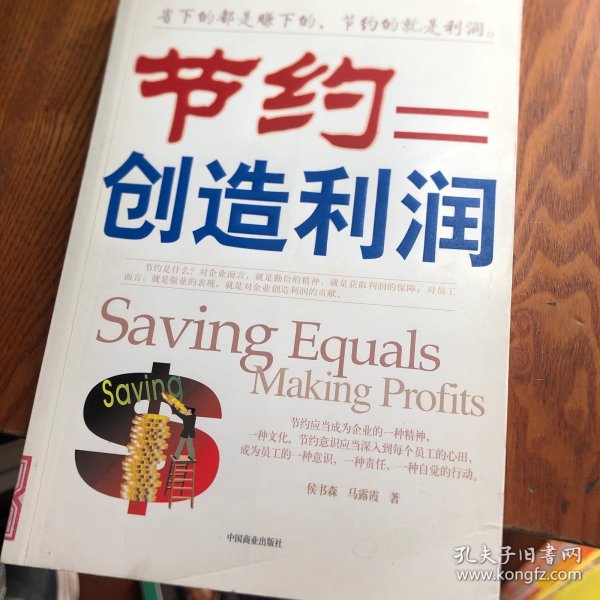 省下的都是赚下的，节约的就是利润。
节约=
创造利润
节约是什么？对企业而言，就是勤俭的精神，就是获取利润的保障；对员工
而言，就是敬业的表现，就是对企业创造利润的贡献。
Saving Equals
Making Profits
Saving
节约应当成为企业的一种精神，
一种文化。节约意识应当深入到每个员工的心田，
成为员工的一种意识，一种责任，一种自觉的行动。
侯书森 马露霞 著
中国商业出版社
孔夫子旧书网
www.kongfz.com